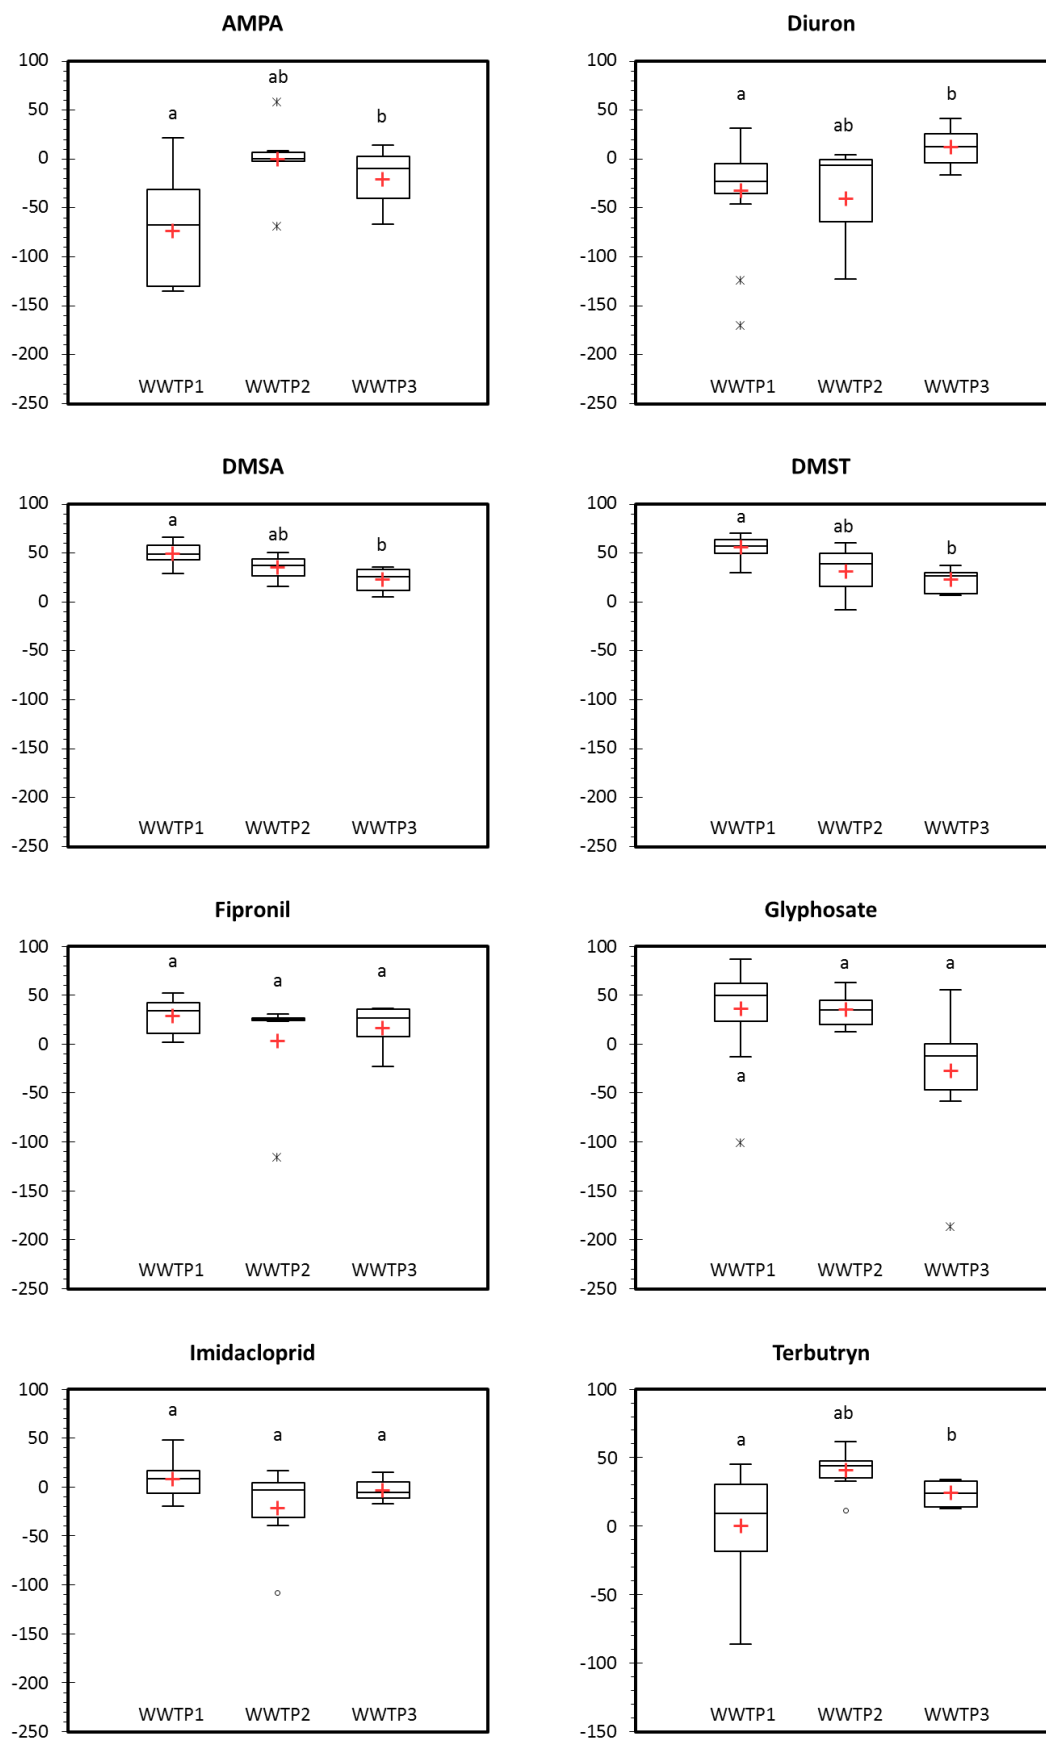 AMPA
100
50
0
-50
-100
-150
-200
-250
a
ab
b
WWTP1
WWTP2
WWTP3
Diuron
100
50
0
-50
-100
-150
-200
-250
a
ab
b
WWTP1
WWTP2
WWTP3
DMSA
100
50
0
-50
-100
-150
-200
-250
a
ab
b
WWTP1
WWTP2
WWTP3
DMST
100
50
0
-50
-100
-150
-200
-250
a
ab
b
WWTP1
WWTP2
WWTP3
Fipronil
100
50
0
-50
-100
-150
-200
-250
a
a
a
WWTP1
WWTP2
WWTP3
Glyphosate
100
50
0
-50
-100
-150
-200
-250
a
a
a
WWTP1
WWTP2
WWTP3
Imidacloprid
100
50
0
-50
-100
-150
-200
-250
a
a
a
WWTP1
WWTP2
WWTP3
Terbutryn
100
50
0
-50
-100
-150
a
ab
b
WWTP1
WWTP2
WWTP3